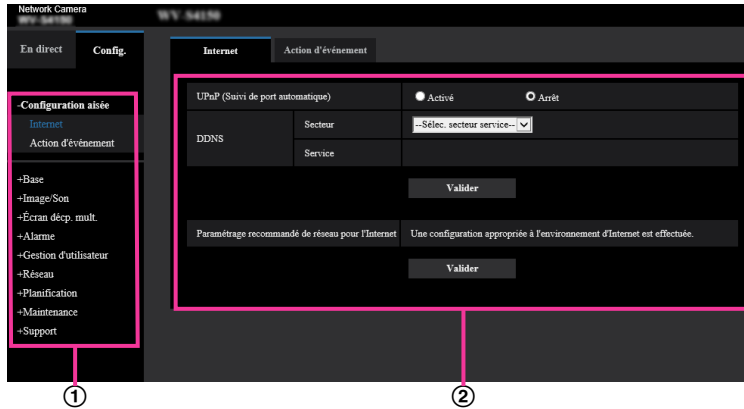 Network Camera
WV-S4150 WV-S4150
En direct Config.
Internet Action d'événement
-Configuration aisée
Internet
Action d'événement
+Base
+Image/Son
+Écran décp. mult.
+Alarme
+Gestion d'utilisateur
+Réseau
+Planification
+Maintenance
+Support
UPnP (Suivi de port automatique) Activé Arrêt
DDNS Secteur --Sélec. secteur service--
Service
Valider
Paramétrage recommandé de réseau pour l'Internet Une configuration appropriée à l'environnement d'Internet est effectuée.
Valider
① ②